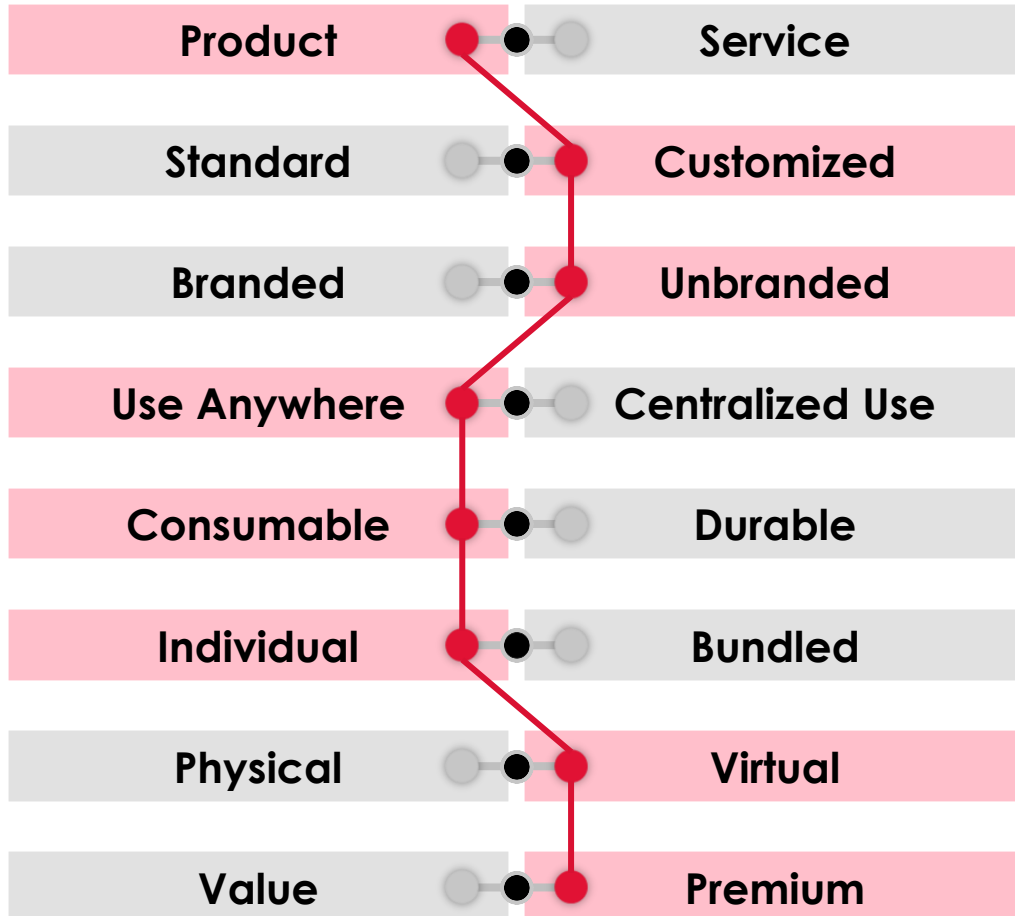 Product Service
Standard Customized
Branded Unbranded
Use Anywhere Centralized Use
Consumable Durable
Individual Bundled
Physical Virtual
Value Premium